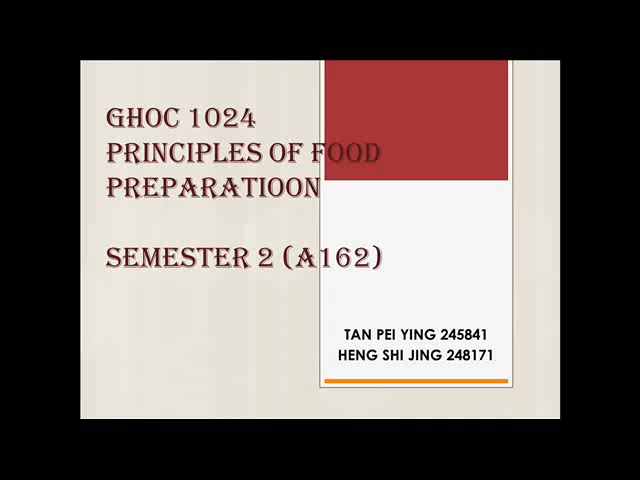 GHOC 1024
PRINCIPLES OF FOOD
PREPARATIOON
SEMESTER 2 (A162)
TAN PEI YING 245841
HENG SHI JING 248171